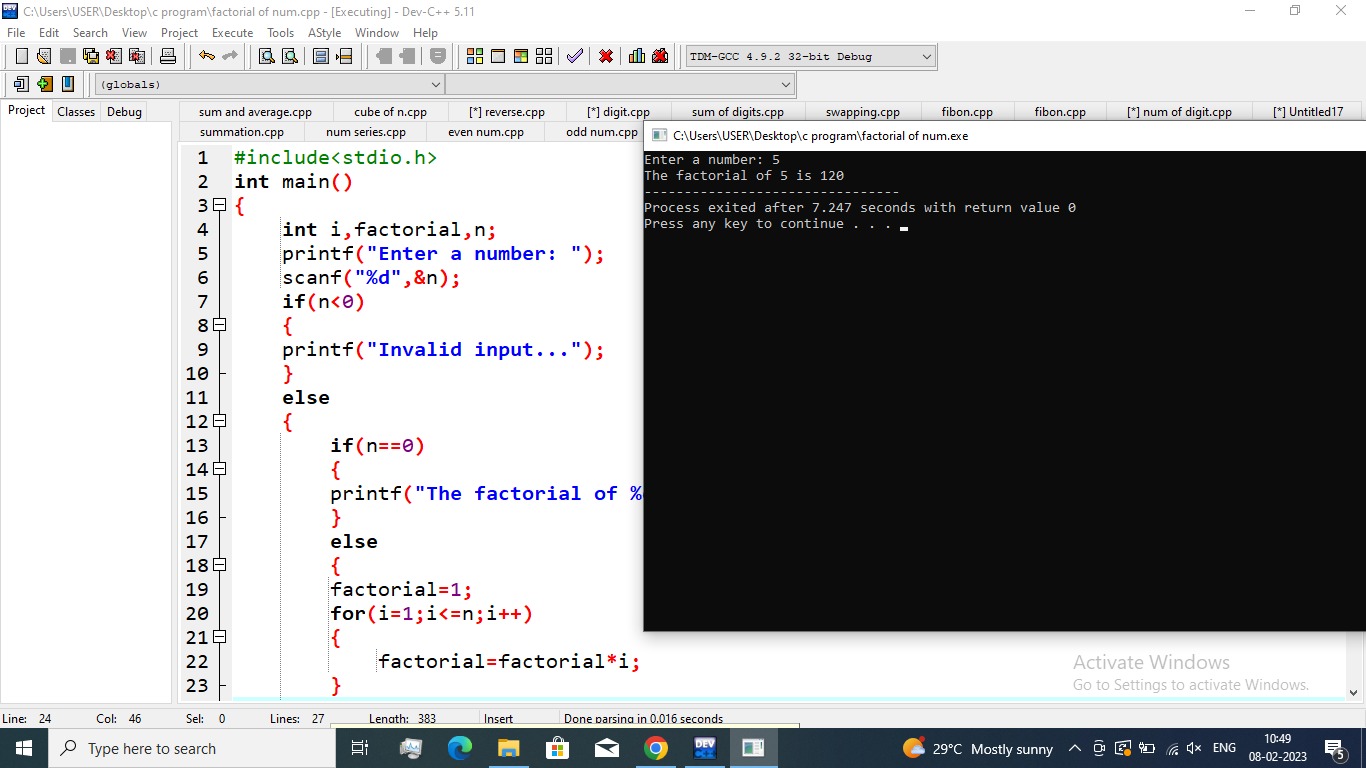 C:\Users\USER\Desktop\c program\factorial of num.cpp - [Executing] - Dev-C++ 5.11
File Edit Search View Project Execute Tools AStyle Window Help
TDM-GCC 4.9.2 32-bit Debug
(globals)
Project Classes Debug
sum and average.cpp cube of n.cpp [*] reverse.cpp [*] digit.cpp sum of digits.cpp swapping.cpp fibon.cpp fibon.cpp [*] num of digit.cpp [*] Untitled17
summation.cpp num series.cpp even num.cpp odd num.cpp
1 #include<stdio.h>
2 int main()
3 {
4 int i,factorial,n;
5 printf("Enter a number: ");
6 scanf("%d",&n);
7 if(n<0)
8 {
9 printf("Invalid input...");
10 }
11 else
12 {
13 if(n==0)
14 {
15 printf("The factorial of %
16 }
17 else
18 {
19 factorial=1;
20 for(i=1;i<=n;i++)
21 {
22 factorial=factorial*i;
23 }
C:\Users\USER\Desktop\c program\factorial of num.exe
Enter a number: 5
The factorial of 5 is 120
--------------------------------
Process exited after 7.247 seconds with return value 0
Press any key to continue . . .
Activate Windows
Go to Settings to activate Windows.
Line: 24 Col: 46 Sel: 0 Lines: 27 Length: 383 Insert Done parsing in 0.016 seconds
Type here to search
DEV
29°C Mostly sunny
ENG
10:49
08-02-2023
5